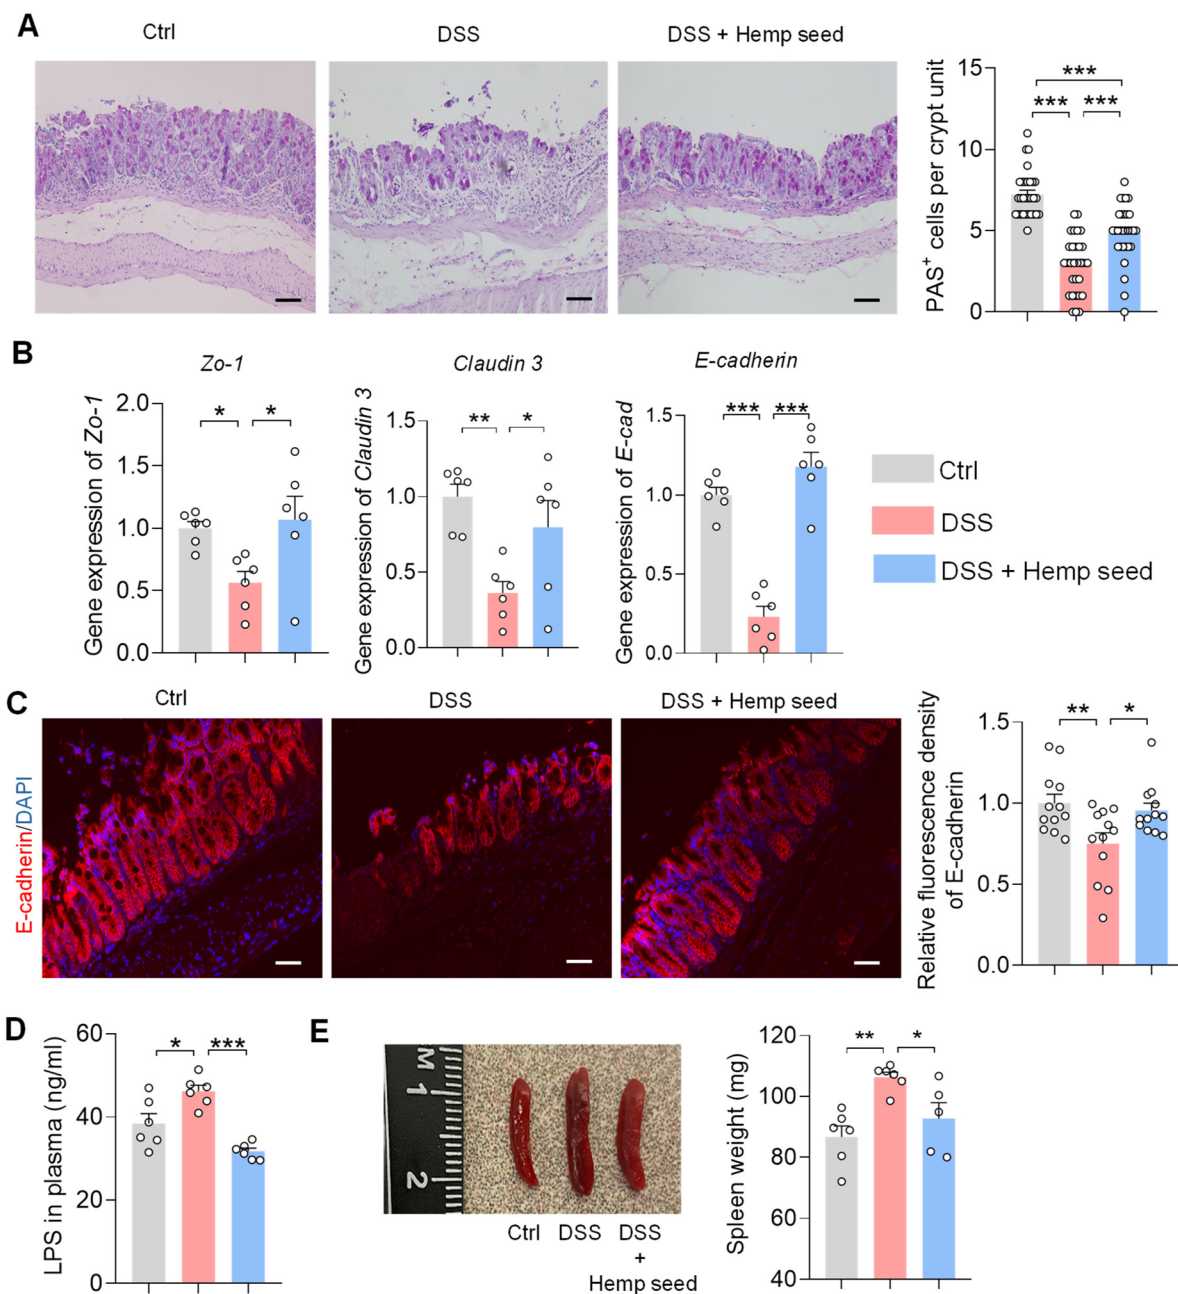 A
Ctrl
DSS
DSS + Hemp seed
PAS+ cells per crypt unit
15
10
5
0
***
*** ***
B
Zo-1
Gene expression of Zo-1
2.0
1.5
1.0
0.5
0.0
* *
Claudin 3
Gene expression of Claudin 3
1.5
1.0
0.5
0.0
** *
E-cadherin
Gene expression of E-cad
1.5
1.0
0.5
0.0
*** ***
Ctrl
DSS
DSS + Hemp seed
C
Ctrl
DSS
DSS + Hemp seed
E-cadherin/DAPI
Relative fluorescence density
of E-cadherin
1.5
1.0
0.5
0.0
** *
D
LPS in plasma (ng/ml)
60
40
20
0
* ***
E
M
1
2
Ctrl
DSS
DSS
+
Hemp seed
Spleen weight (mg)
120
100
80
60
40
** *